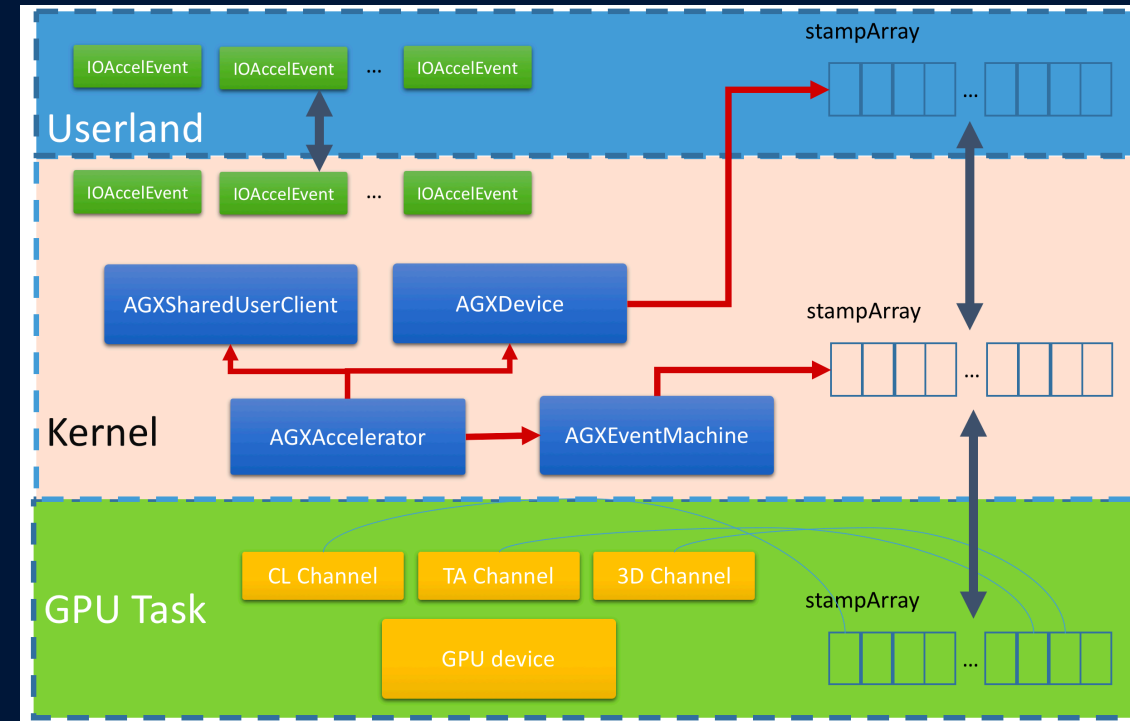 stampArray
IOAccelEvent
IOAccelEvent
...
IOAccelEvent
...
Userland
IOAccelEvent
IOAccelEvent
...
IOAccelEvent
AGXSharedUserClient
AGXDevice
stampArray
...
Kernel
AGXAccelerator
AGXEventMachine
CL Channel
TA Channel
3D Channel
GPU Task
stampArray
GPU device
...